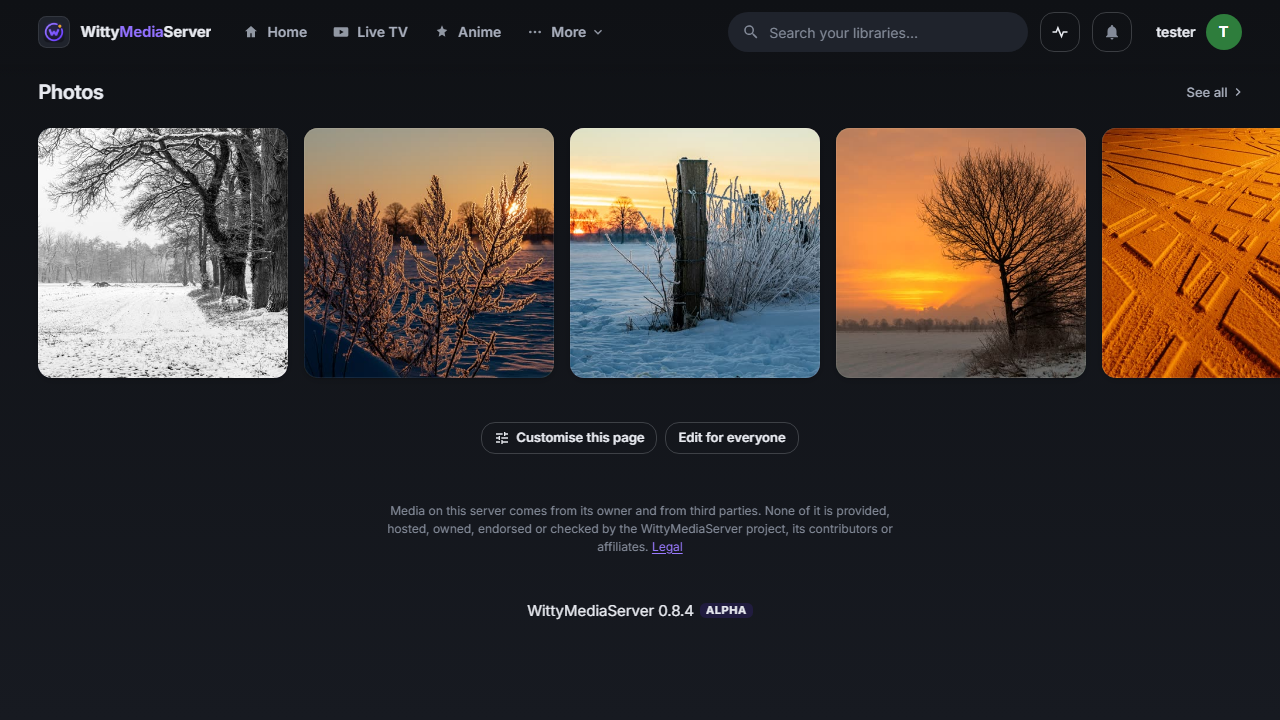 WittyMediaServer
Home
Live TV
Anime
More
Search your libraries...
tester
T
Photos
See all
Customise this page
Edit for everyone
Media on this server comes from its owner and from third parties. None of it is provided,
hosted, owned, endorsed or checked by the WittyMediaServer project, its contributors or
affiliates. Legal
WittyMediaServer 0.8.4 ALPHA